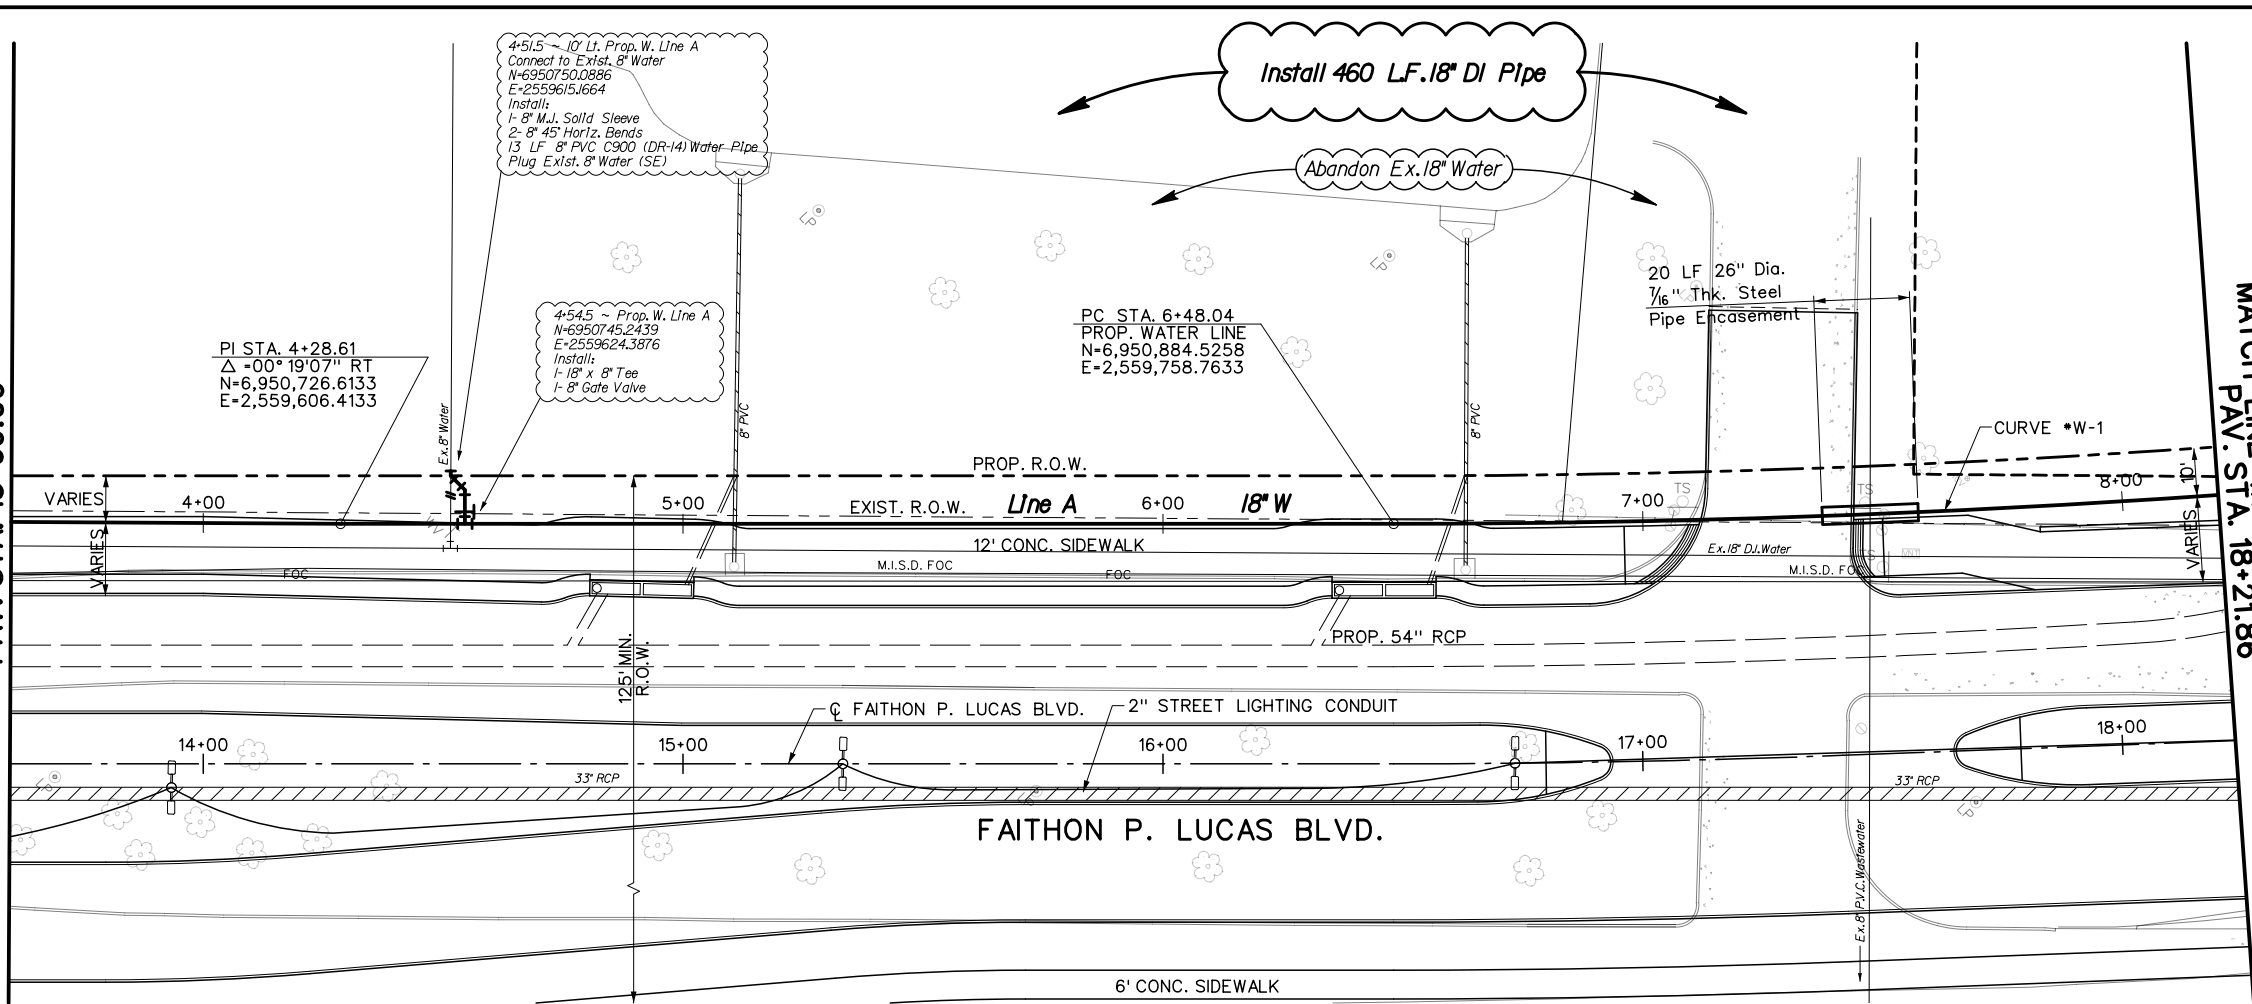 4+51.5 ~ 10' Lt. Prop. W. Line A
Connect to Exist. 8" Water
N=6950750.0886
E=2559615.1664
Install:
1- 8" M.J. Solid Sleeve
2- 8" 45° Horiz. Bends
13 LF 8" PVC C900 (DR-14) Water Pipe
Plug Exist. 8" Water (SE)
Install 460 L.F. 18" DI Pipe
Abandon Ex. 18" Water
LP
LP
20 LF 26" Dia.
7/16" Thk. Steel
Pipe Encasement
LP
4+54.5 ~ Prop. W. Line A
N=6950745.2439
E=2559624.3876
Install:
1- 18" x 8" Tee
1- 8" Gate Valve
PC STA. 6+48.04
PROP. WATER LINE
N=6,950,884.5258
E=2,559,758.7633
PI STA. 4+28.61
Δ =00° 19'07" RT
N=6,950,726.6133
E=2,559,606.4133
Ex. 8" Water
8" PVC
8" PVC
CURVE #W-1
MATCH LINE
PAV. STA. 18+21.86
PROP. R.O.W.
VARIES
4+00
5+00
EXIST. R.O.W.
Line A
6+00
18" W
7+00
TS
TS
8+00
10'
VARIES
VARIES
12' CONC. SIDEWALK
Ex. 18" D.I. Water
TS
M.I.S.D. FOC
M.I.S.D. FOC
FOC
FOC
PROP. 54" RCP
125' MIN.
R.O.W.
℄ FAITHON P. LUCAS BLVD.
2" STREET LIGHTING CONDUIT
14+00
15+00
16+00
17+00
18+00
33" RCP
33" RCP
LP
LP
LP
FAITHON P. LUCAS BLVD.
Ex. 8" P.V.C. Wastewater
6' CONC. SIDEWALK